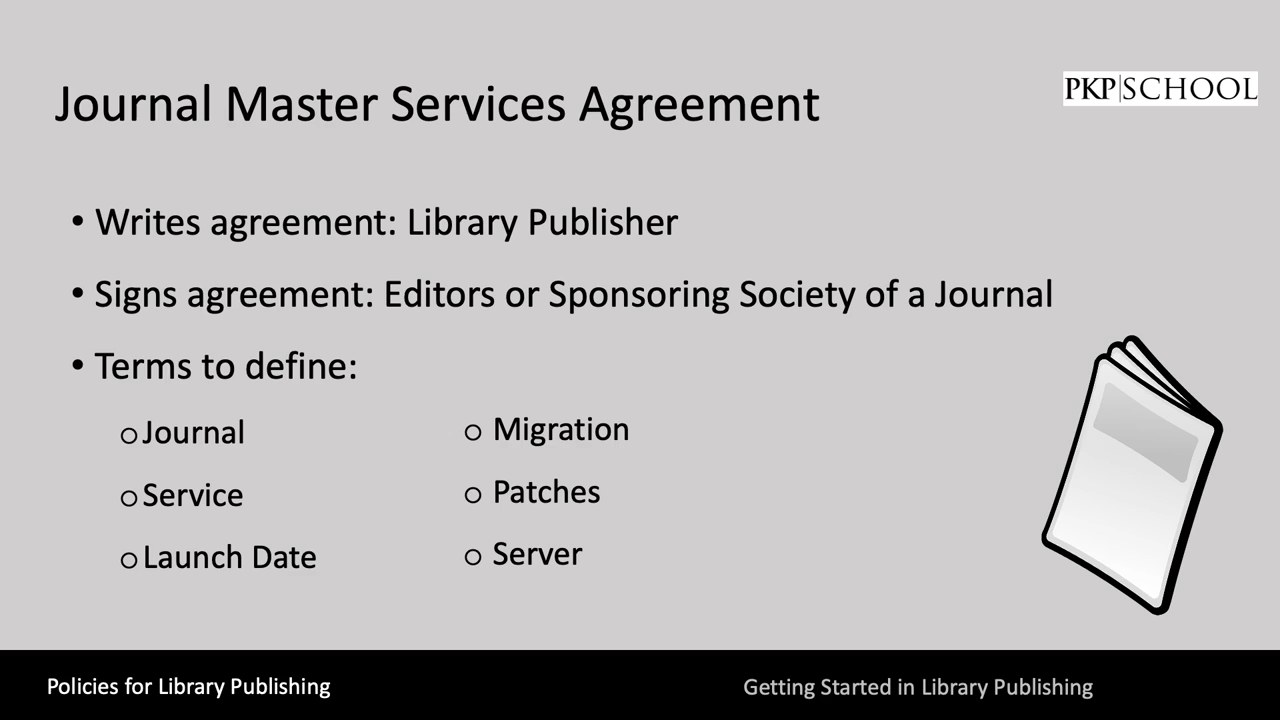 Journal Master Services Agreement
PKP|SCHOOL
• Writes agreement: Library Publisher
• Signs agreement: Editors or Sponsoring Society of a Journal
• Terms to define:
o Journal
o Service
o Launch Date
o Migration
o Patches
o Server
Policies for Library Publishing
Getting Started in Library Publishing